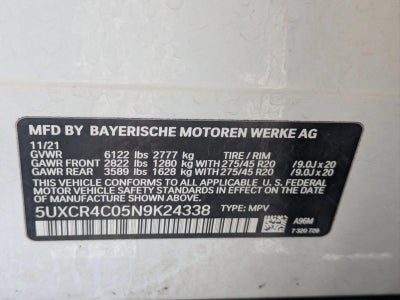 MFD BY BAYERISCHE MOTOREN WERKE AG
11/21
GVWR 6122 lbs 2777 kg TIRE / RIM
GAWR FRONT 2822 lbs 1280 kg WITH 275/45 R20 / 9.0J x 20
GAWR REAR 3589 lbs 1628 kg WITH 275/45 R20 / 9.0J x 20
THIS VEHICLE CONFORMS TO ALL APPLICABLE U. S. FEDERAL
MOTOR VEHICLE SAFETY STANDARDS IN EFFECT ON THE DATE OF
MANUFACTURE SHOWN ABOVE.
5UXCR4C05N9K24338 TYPE: MPV
A96M
7 320 726